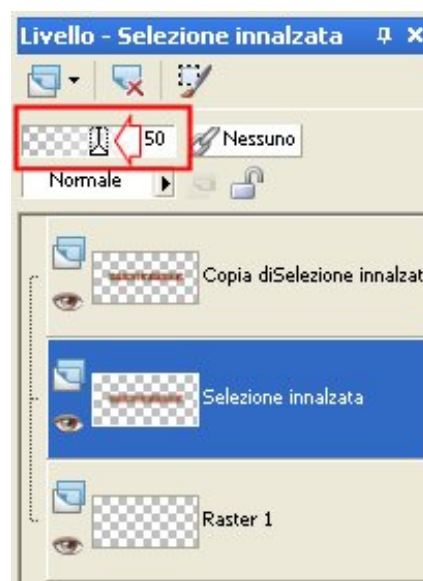 Livello - Selezione innalzata
50 Nessuno
Normale
Copia diSelezione innalzat
Selezione innalzata
Raster 1